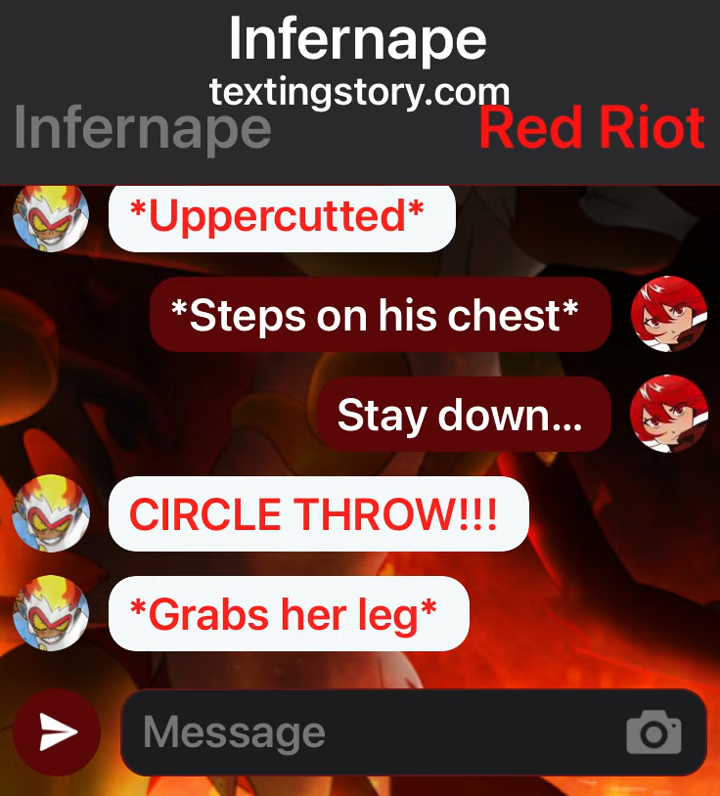 Infernape
textingstory.com
Infernape
Red Riot
*Uppercutted*
*Steps on his chest*
Stay down...
CIRCLE THROW!!!
*Grabs her leg*
Message